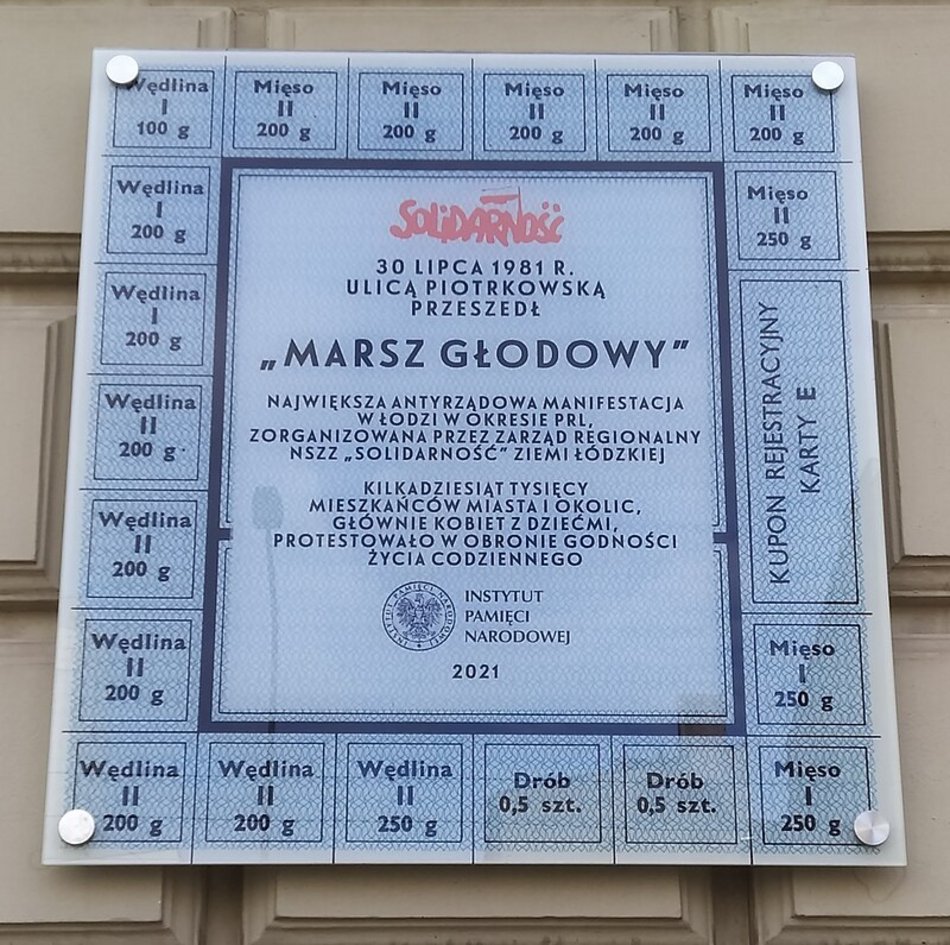 Wędlina
I
100 g
Mięso
II
200 g
Mięso
II
200 g
Mięso
II
200 g
Mięso
II
200 g
Mięso
II
200 g
Wędlina
I
200 g
Mięso
II
250 g
Wędlina
I
200 g
Wędlina
II
200 g
Wędlina
II
200 g
Wędlina
II
200 g
SOLIDARNOŚĆ
30 LIPCA 1981 R.
ULICĄ PIOTRKOWSKĄ
PRZESZEDŁ
„MARSZ GŁODOWY”
NAJWIĘKSZA ANTYRZĄDOWA MANIFESTACJA
W ŁODZI W OKRESIE PRL,
ZORGANIZOWANA PRZEZ ZARZĄD REGIONALNY
NSZZ „SOLIDARNOŚĆ” ZIEMI ŁÓDZKIEJ
KILKADZIESIĄT TYSIĘCY
MIESZKAŃCÓW MIASTA I OKOLIC,
GŁÓWNIE KOBIET Z DZIEĆMI,
PROTESTOWAŁO W OBRONIE GODNOŚCI
ŻYCIA CODZIENNEGO
INSTYTUT PAMIĘCI NARODOWEJ
INSTYTUT
PAMIĘCI
NARODOWEJ
2021
KUPON REJESTRACYJNY
KARTY E
Mięso
I
250 g
Wędlina
II
200 g
Wędlina
II
200 g
Wędlina
II
250 g
Drób
0,5 szt.
Drób
0,5 szt.
Mięso
I
250 g